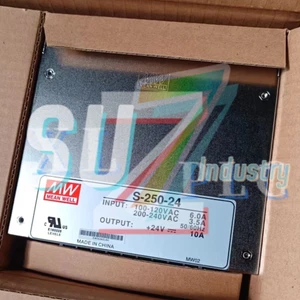 SUZ
industry
PLC
MW
MEAN WELL
S-250-24
INPUT: 100-120VAC 6.0A
200-240VAC 3.5A
50/60Hz
OUTPUT: +24V 10A
MADE IN CHINA